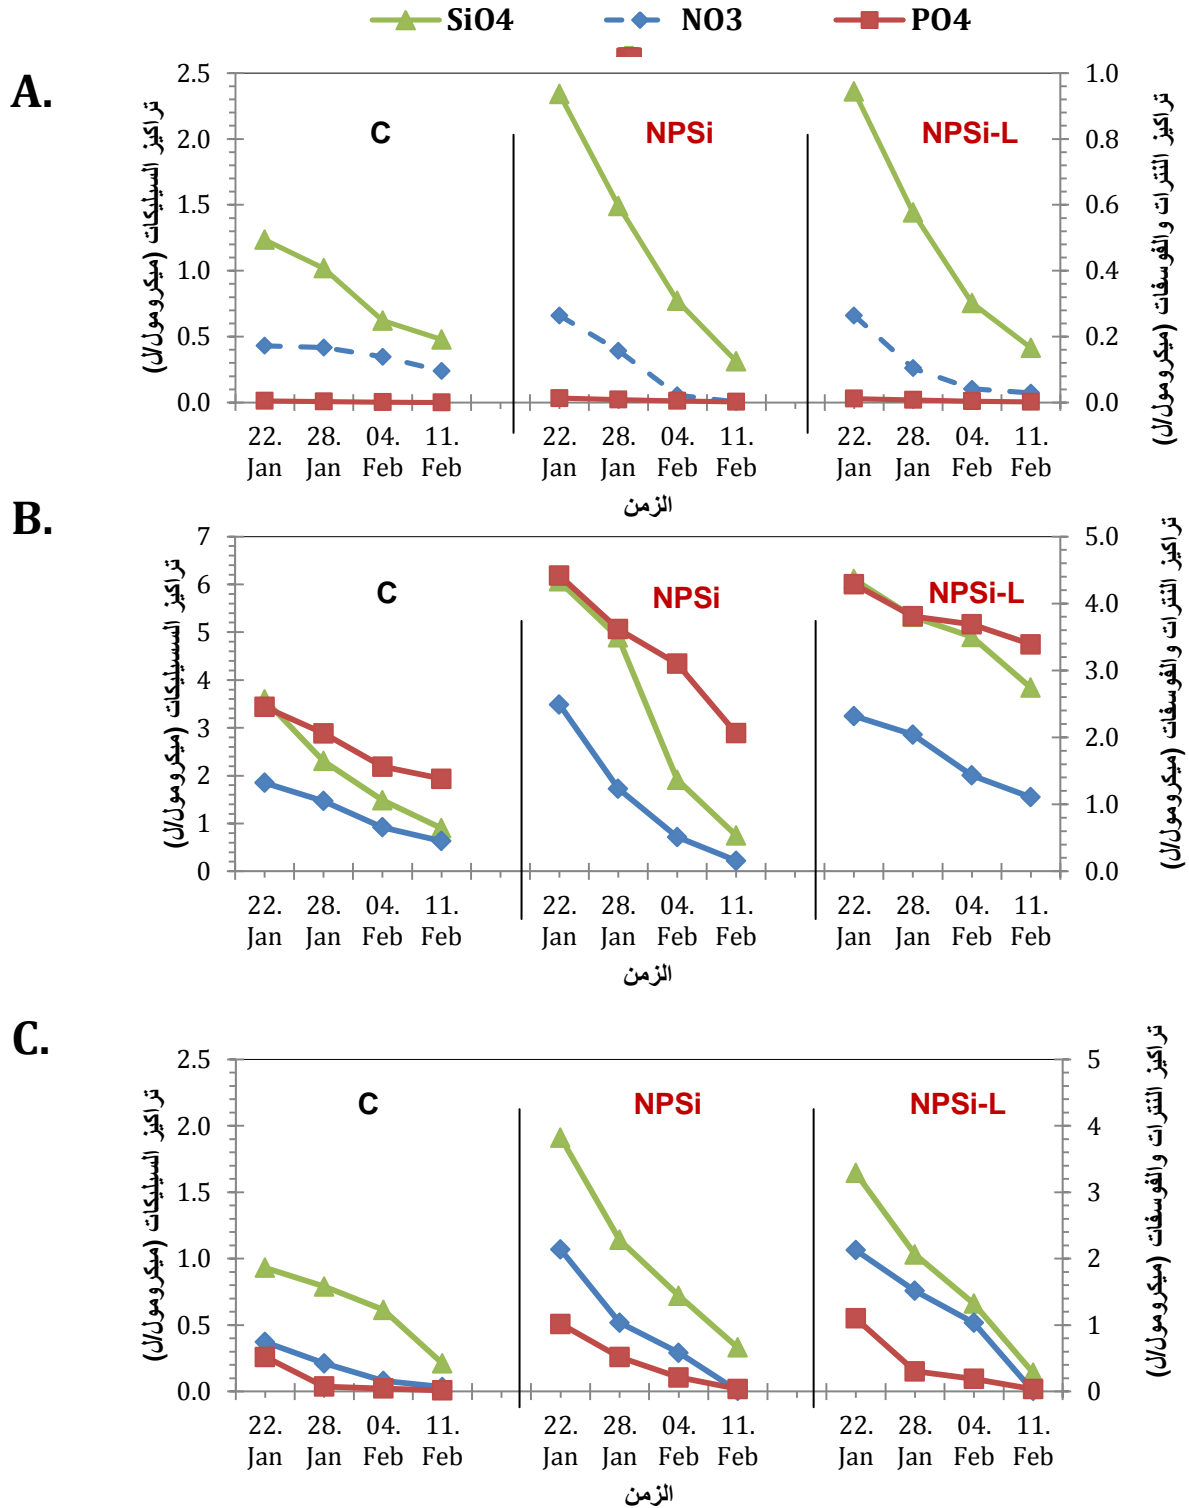 SiO4 NO3 PO4
A.
تراكيز السيليكات (ميكرومول/ل)
2.5
2.0
1.5
1.0
0.5
0.0
C
NPSi
NPSi-L
1.0
0.8
0.6
0.4
0.2
0.0
تراكيز النترات والفوسفات (ميكرومول/ل)
22. 28. 04. 11. 22. 28. 04. 11. 22. 28. 04. 11.
Jan Jan Feb Feb Jan Jan Feb Feb Jan Jan Feb Feb
الزمن
B.
تراكيز السيليكات (ميكرومول/ل)
7
6
5
4
3
2
1
0
C
NPSi
NPSi-L
5.0
4.0
3.0
2.0
1.0
0.0
تراكيز النترات والفوسفات (ميكرومول/ل)
22. 28. 04. 11. 22. 28. 04. 11. 22. 28. 04. 11.
Jan Jan Feb Feb Jan Jan Feb Feb Jan Jan Feb Feb
الزمن
C.
تراكيز السيليكات (ميكرومول/ل)
2.5
2.0
1.5
1.0
0.5
0.0
C
NPSi
NPSi-L
5
4
3
2
1
0
تراكيز النترات والفوسفات (ميكرومول/ل)
22. 28. 04. 11. 22. 28. 04. 11. 22. 28. 04. 11.
Jan Jan Feb Feb Jan Jan Feb Feb Jan Jan Feb Feb
الزمن